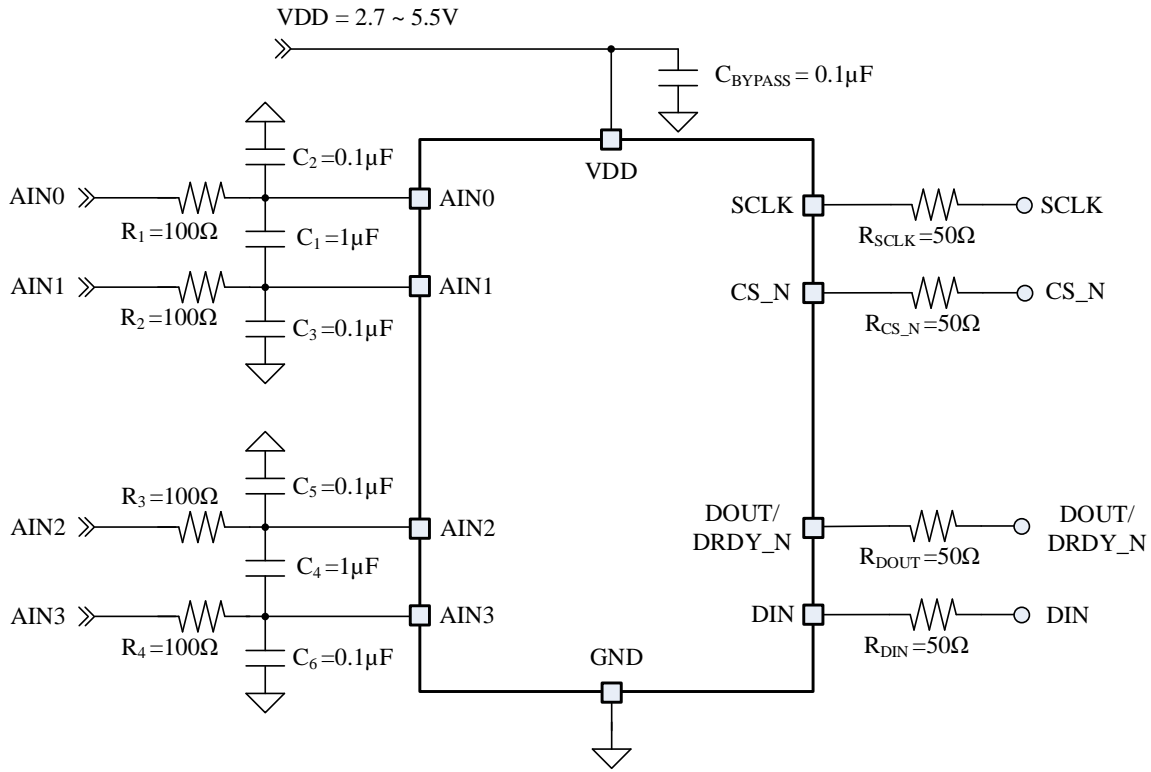 VDD = 2.7 ~ 5.5V
CBYPASS = 0.1µF
VDD
C2 =0.1µF
AIN0
R1 =100Ω
AIN0
C1 =1µF
AIN1
R2 =100Ω
AIN1
C3 =0.1µF
SCLK
RSCLK =50Ω
SCLK
CS_N
RCS_N =50Ω
CS_N
R3 =100Ω
C5 =0.1µF
AIN2
AIN2
C4 =1µF
AIN3
R4 =100Ω
AIN3
C6 =0.1µF
DOUT/
DRDY_N
RDOUT =50Ω
DOUT/
DRDY_N
DIN
RDIN =50Ω
DIN
GND